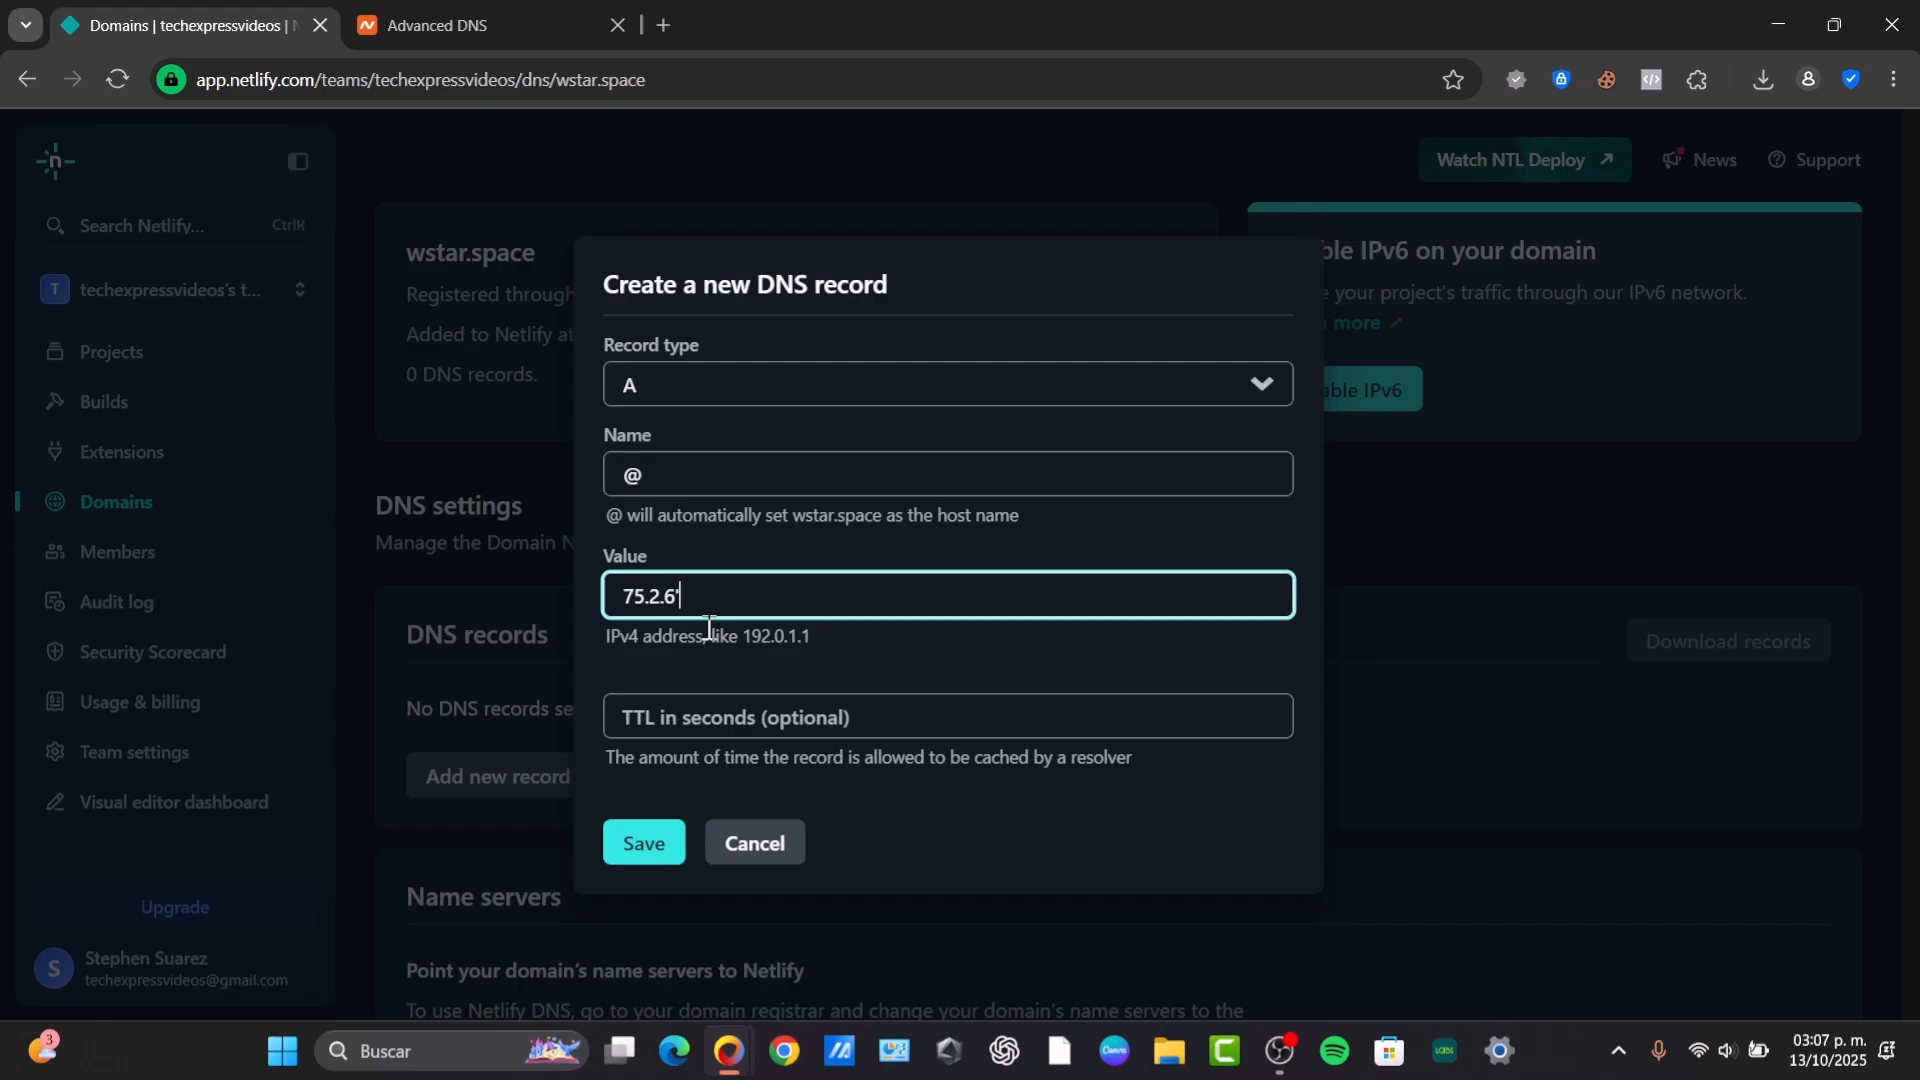 Domains | techexpressvideos |
Advanced DNS
app.netlify.com/teams/techexpressvideos/dns/wstar.space
Watch NTL Deploy
News
Support
Search Netlify...
CtrlK
T
techexpressvideos's t...
Projects
Builds
Extensions
Domains
Members
Audit log
Security Scorecard
Usage & billing
Team settings
Visual editor dashboard
Upgrade
S
Stephen Suarez
techexpressvideos@gmail.com
wstar.space
Registered through
Added to Netlify at
0 DNS records.
ble IPv6 on your domain
your project's traffic through our IPv6 network.
more
able IPv6
DNS settings
Manage the Domain N
DNS records
Download records
No DNS records se
Add new record
Create a new DNS record
Record type
A
Name
@
@ will automatically set wstar.space as the host name
Value
75.2.6'
IPv4 address, like 192.0.1.1
TTL in seconds (optional)
The amount of time the record is allowed to be cached by a resolver
Save
Cancel
Name servers
Point your domain's name servers to Netlify
To use Netlify DNS, go to your domain registrar and change your domain's name servers to the
3
Buscar
Canva
LOBS
03:07 p. m.
13/10/2025